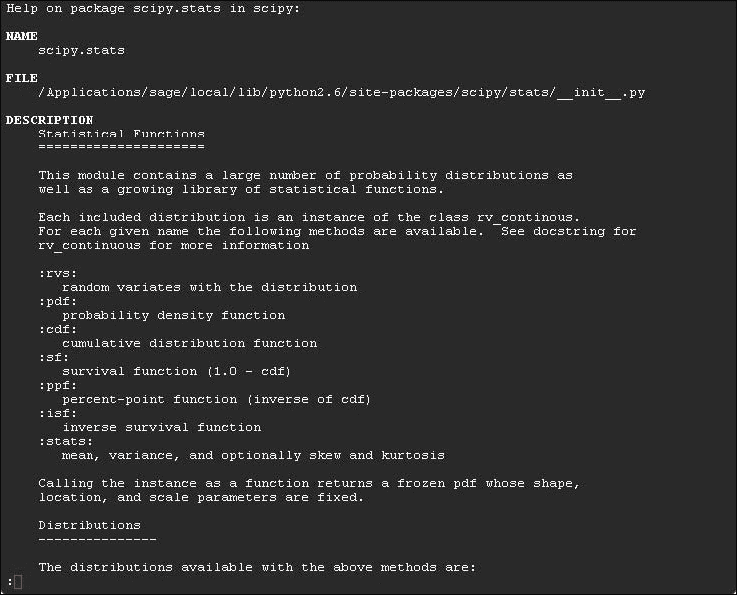 Help on package scipy.stats in scipy:
NAME
scipy.stats
FILE
/Applications/sage/local/lib/python2.6/site-packages/scipy/stats/__init__.py
DESCRIPTION
Statistical Functions
=====================
This module contains a large number of probability distributions as
well as a growing library of statistical functions.
Each included distribution is an instance of the class rv_continous.
For each given name the following methods are available.  See docstring for
rv_continuous for more information
:rvs:
random variates with the distribution
:pdf:
probability density function
:cdf:
cumulative distribution function
:sf:
survival function (1.0 - cdf)
:ppf:
percent-point function (inverse of cdf)
:isf:
inverse survival function
:stats:
mean, variance, and optionally skew and kurtosis
Calling the instance as a function returns a frozen pdf whose shape,
location, and scale parameters are fixed.
Distributions
---------------
The distributions available with the above methods are:
: